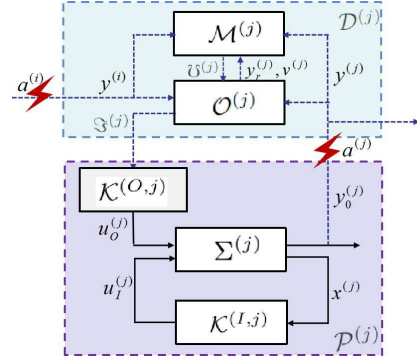 𝒟^(j)
ℳ^(j)
a^(i) y^(i) ℧^(j) y_r^(j), v^(j) y^(j)
𝒪^(j)
ℑ^(j)
a^(j)
𝒦^(O,j)
y_0^(j)
u_O^(j)
Σ^(j)
u_I^(j) x^(j)
𝒦^(I,j)
𝒫^(j)